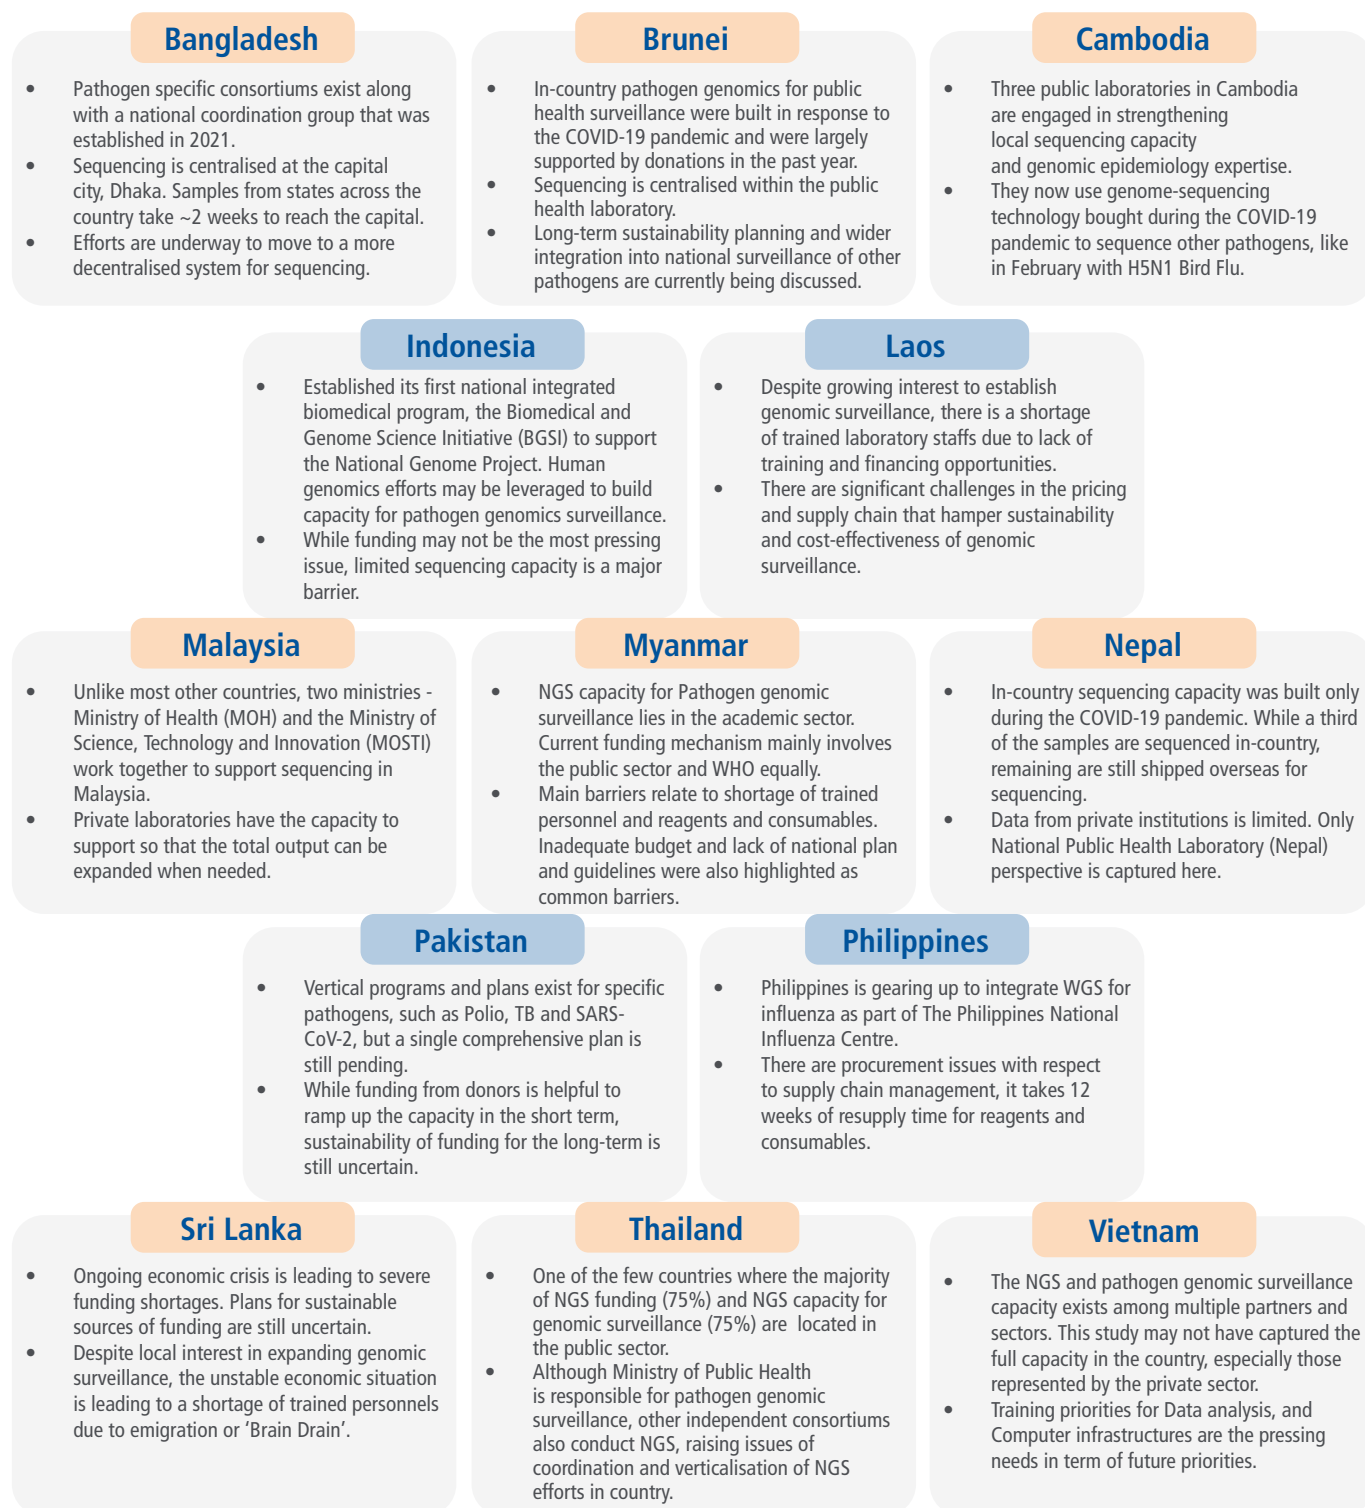 Bangladesh
• Pathogen specific consortiums exist along
with a national coordination group that was
established in 2021.
• Sequencing is centralised at the capital
city, Dhaka. Samples from states across the
country take ~2 weeks to reach the capital.
• Efforts are underway to move to a more
decentralised system for sequencing.
Brunei
• In-country pathogen genomics for public
health surveillance were built in response to
the COVID-19 pandemic and were largely
supported by donations in the past year.
• Sequencing is centralised within the public
health laboratory.
• Long-term sustainability planning and wider
integration into national surveillance of other
pathogens are currently being discussed.
Cambodia
• Three public laboratories in Cambodia
are engaged in strengthening
local sequencing capacity
and genomic epidemiology expertise.
• They now use genome-sequencing
technology bought during the COVID-19
pandemic to sequence other pathogens, like
in February with H5N1 Bird Flu.
Indonesia
• Established its first national integrated
biomedical program, the Biomedical and
Genome Science Initiative (BGSI) to support
the National Genome Project. Human
genomics efforts may be leveraged to build
capacity for pathogen genomics surveillance.
• While funding may not be the most pressing
issue, limited sequencing capacity is a major
barrier.
Laos
• Despite growing interest to establish
genomic surveillance, there is a shortage
of trained laboratory staffs due to lack of
training and financing opportunities.
• There are significant challenges in the pricing
and supply chain that hamper sustainability
and cost-effectiveness of genomic
surveillance.
Malaysia
• Unlike most other countries, two ministries -
Ministry of Health (MOH) and the Ministry of
Science, Technology and Innovation (MOSTI)
work together to support sequencing in
Malaysia.
• Private laboratories have the capacity to
support so that the total output can be
expanded when needed.
Myanmar
• NGS capacity for Pathogen genomic
surveillance lies in the academic sector.
Current funding mechanism mainly involves
the public sector and WHO equally.
• Main barriers relate to shortage of trained
personnel and reagents and consumables.
Inadequate budget and lack of national plan
and guidelines were also highlighted as
common barriers.
Nepal
• In-country sequencing capacity was built only
during the COVID-19 pandemic. While a third
of the samples are sequenced in-country,
remaining are still shipped overseas for
sequencing.
• Data from private institutions is limited. Only
National Public Health Laboratory (Nepal)
perspective is captured here.
Pakistan
• Vertical programs and plans exist for specific
pathogens, such as Polio, TB and SARS-
CoV-2, but a single comprehensive plan is
still pending.
• While funding from donors is helpful to
ramp up the capacity in the short term,
sustainability of funding for the long-term is
still uncertain.
Philippines
• Philippines is gearing up to integrate WGS for
influenza as part of The Philippines National
Influenza Centre.
• There are procurement issues with respect
to supply chain management, it takes 12
weeks of resupply time for reagents and
consumables.
Sri Lanka
• Ongoing economic crisis is leading to severe
funding shortages. Plans for sustainable
sources of funding are still uncertain.
• Despite local interest in expanding genomic
surveillance, the unstable economic situation
is leading to a shortage of trained personnels
due to emigration or ‘Brain Drain’.
Thailand
• One of the few countries where the majority
of NGS funding (75%) and NGS capacity for
genomic surveillance (75%) are located in
the public sector.
• Although Ministry of Public Health
is responsible for pathogen genomic
surveillance, other independent consortiums
also conduct NGS, raising issues of
coordination and verticalisation of NGS
efforts in country.
Vietnam
• The NGS and pathogen genomic surveillance
capacity exists among multiple partners and
sectors. This study may not have captured the
full capacity in the country, especially those
represented by the private sector.
• Training priorities for Data analysis, and
Computer infrastructures are the pressing
needs in term of future priorities.